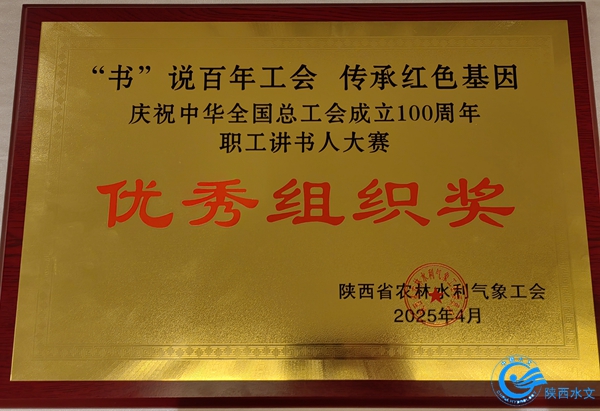 “书”说百年工会 传承红色基因
庆祝中华全国总工会成立100周年
职工讲书人大赛
优秀组织奖
陕西省农林水利气象工会
2025年4月
陕西水文